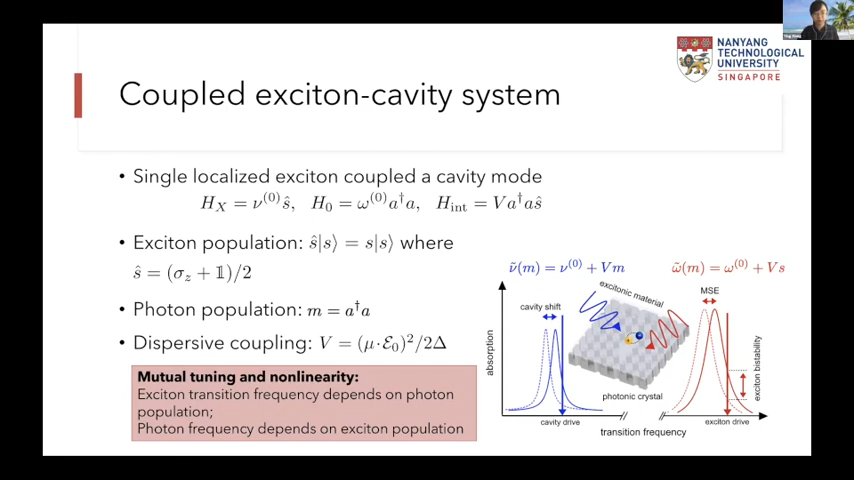 NANYANG
TECHNOLOGICAL
UNIVERSITY
SINGAPORE
Coupled exciton-cavity system
• Single localized exciton coupled a cavity mode
H_X = ν^(0)ŝ, H_0 = ω^(0)a†a, H_int = Va†aŝ
• Exciton population: ŝ|s⟩ = s|s⟩ where
ŝ = (σ_z + 𝟙)/2
• Photon population: m = a†a
• Dispersive coupling: V = (μ·ℰ_0)²/2Δ
Mutual tuning and nonlinearity:
Exciton transition frequency depends on photon
population;
Photon frequency depends on exciton population
ν̃(m) = ν^(0) + Vm
ω̃(m) = ω^(0) + Vs
excitonic material
MSE
cavity shift
absorption
exciton bistability
photonic crystal
cavity drive
exciton drive
transition frequency